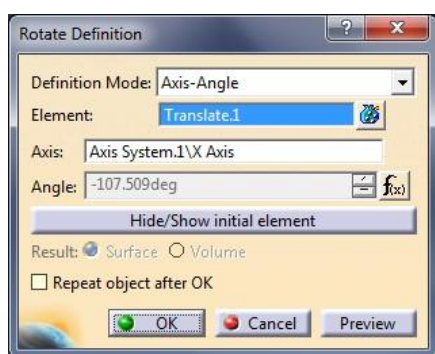 Rotate Definition ? X
Definition Mode: Axis-Angle
Element: Translate.1
Axis: Axis System.1\X Axis
Angle: -107.509deg f(x)
Hide/Show initial element
Result: Surface Volume
Repeat object after OK
OK Cancel Preview